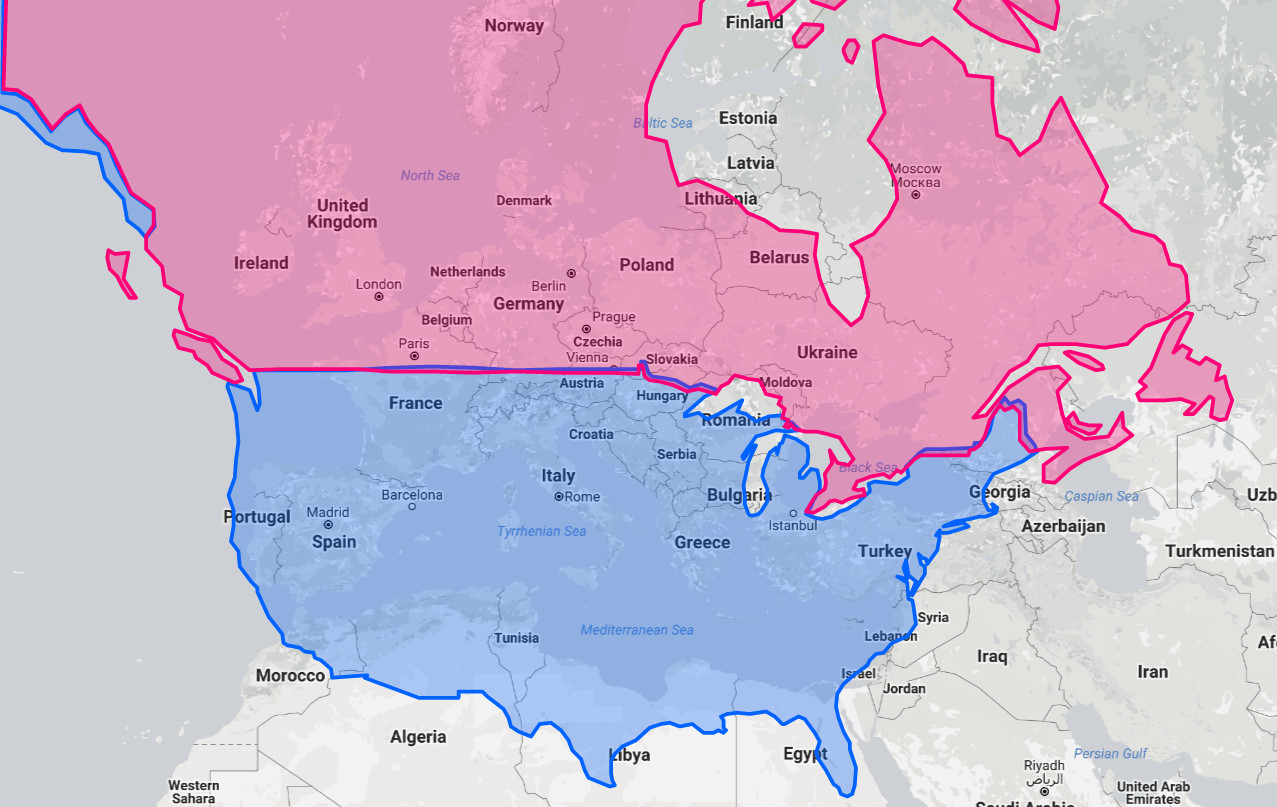 Norway
Finland
Baltic Sea
Estonia
Latvia
Moscow
Москва
North Sea
Denmark
Lithuania
United
Kingdom
Ireland
Netherlands
Berlin
Poland
Belarus
London
Germany
Belgium
Prague
Paris
Czechia
Vienna
Slovakia
Ukraine
Austria
Moldova
France
Hungary
Romania
Croatia
Serbia
Italy
Black Sea
Barcelona
Rome
Bulgaria
Georgia
Caspian Sea
Uzb
Portugal
Madrid
Istanbul
Azerbaijan
Spain
Tyrrhenian Sea
Greece
Turkey
Turkmenistan
Syria
Mediterranean Sea
Tunisia
Lebanon
Af
Iraq
Morocco
Israel
Jordan
Iran
Algeria
Libya
Egypt
Persian Gulf
Riyadh
الرياض
Western
Sahara
United Arab
Emirates
Saudi Arabia